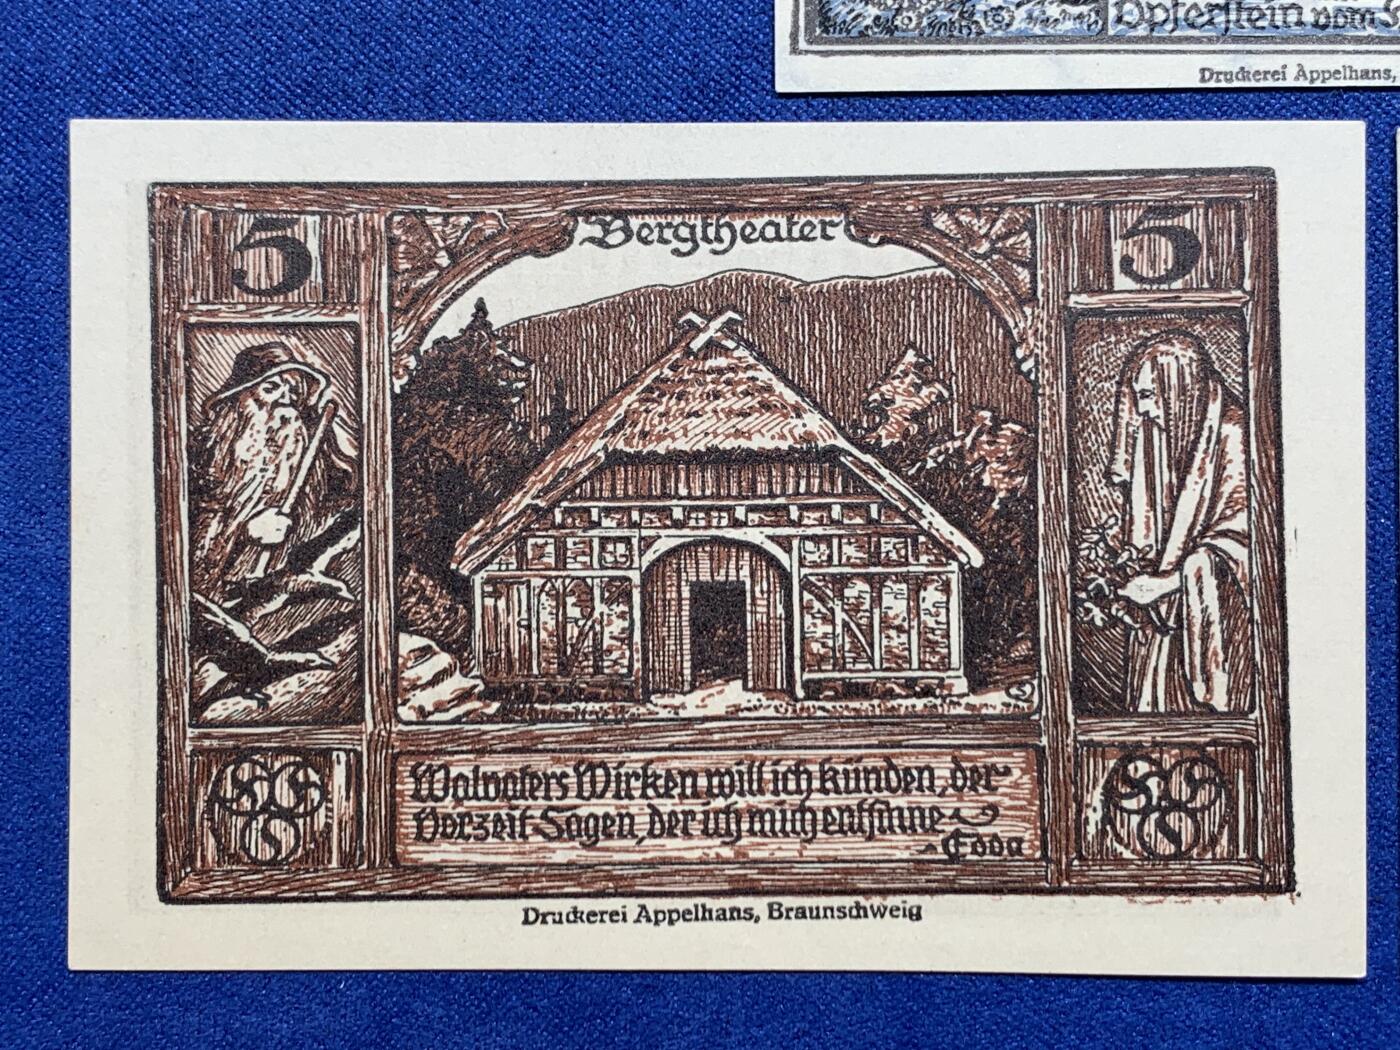 Opferstein vom
Druckerei Appelhans,
5
Bergtheater
5
Walvaters Wirken will ich künden, der
Vorzeit Sagen, der ich mich entsinne
Edda
Druckerei Appelhans, Braunschweig